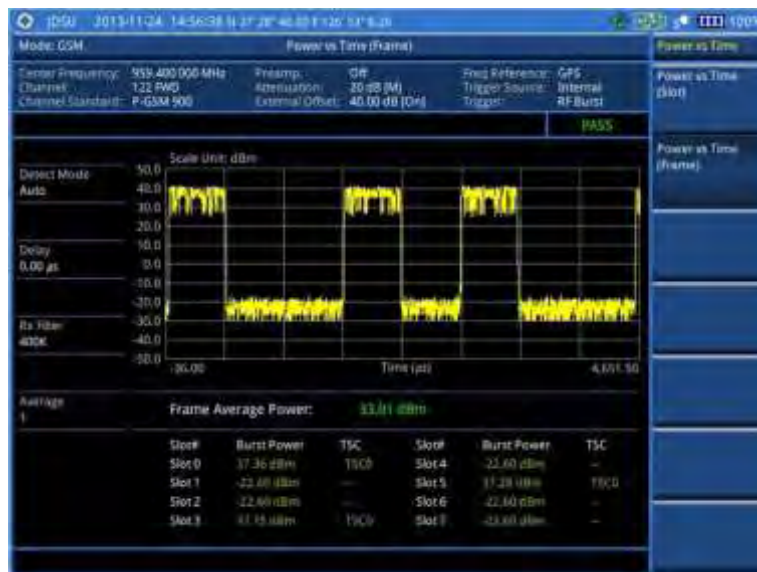 JDSU 2013-11-24 14:56:38 100%
Mode: GSM Power vs Time (Frame) Power vs Time
Center Frequency: 959.400 000 MHz Preamp: Off Freq Reference: GPS
Channel: 122 FWD Attenuation: 20 dB [M] Trigger Source: Internal
Channel Standard: P-GSM 900 External Offset: 40.00 dB [On] Trigger: RF Burst
Power vs Time (Slot)
PASS
Power vs Time (Frame)
Scale Unit: dBm
Detect Mode
Auto
Delay
0.00 µs
Rx Filter
400K
50.0
40.0
30.0
20.0
10.0
0.0
-10.0
-20.0
-30.0
-40.0
-50.0
-36.00 Time (µs) 4,651.50
Average
1
Frame Average Power: 33.01 dBm
Slot# Burst Power TSC Slot# Burst Power TSC
Slot 0 37.36 dBm TSC0 Slot 4 -22.60 dBm --
Slot 1 -22.60 dBm -- Slot 5 37.28 dBm TSC0
Slot 2 -22.60 dBm -- Slot 6 -22.60 dBm --
Slot 3 37.15 dBm TSC0 Slot 7 dBm --